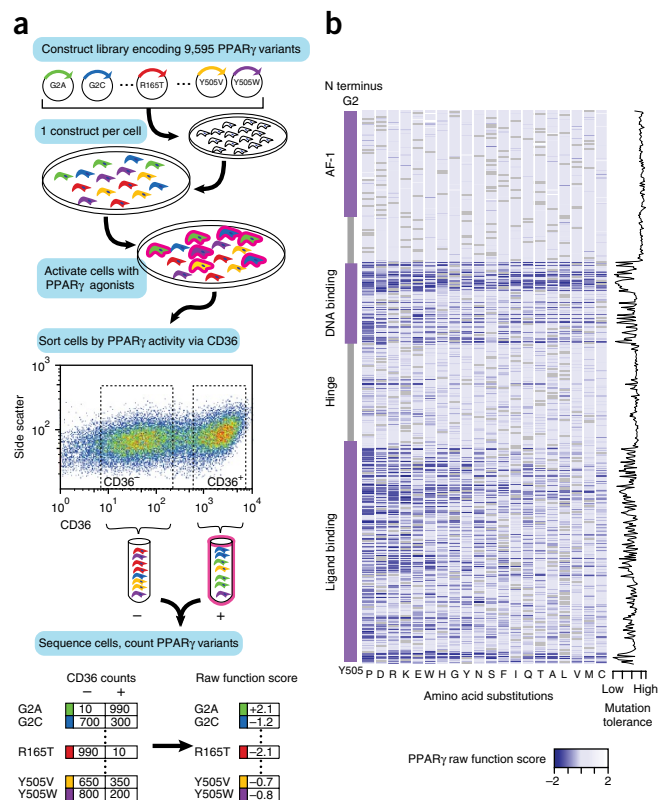 a
Construct library encoding 9,595 PPARγ variants
G2A G2C ··· R165T ··· Y505V Y505W
1 construct per cell
Activate cells with
PPARγ agonists
Sort cells by PPARγ activity via CD36
10³
10²
Side scatter
CD36⁻ CD36⁺
10⁰ 10¹ 10² 10³ 10⁴
CD36
− +
Sequence cells, count PPARγ variants
CD36 counts Raw function score
− +
G2A 10 990 G2A +2.1
G2C 700 300 G2C −1.2
R165T 990 10 R165T −2.1
Y505V 650 350 Y505V −0.7
Y505W 800 200 Y505W −0.8
b
N terminus
G2
AF-1
DNA binding
Hinge
Ligand binding
Y505
P D R K E W H G Y N S F I Q T A L V M C
Amino acid substitutions
Low High
Mutation
tolerance
PPARγ raw function score
−2 2